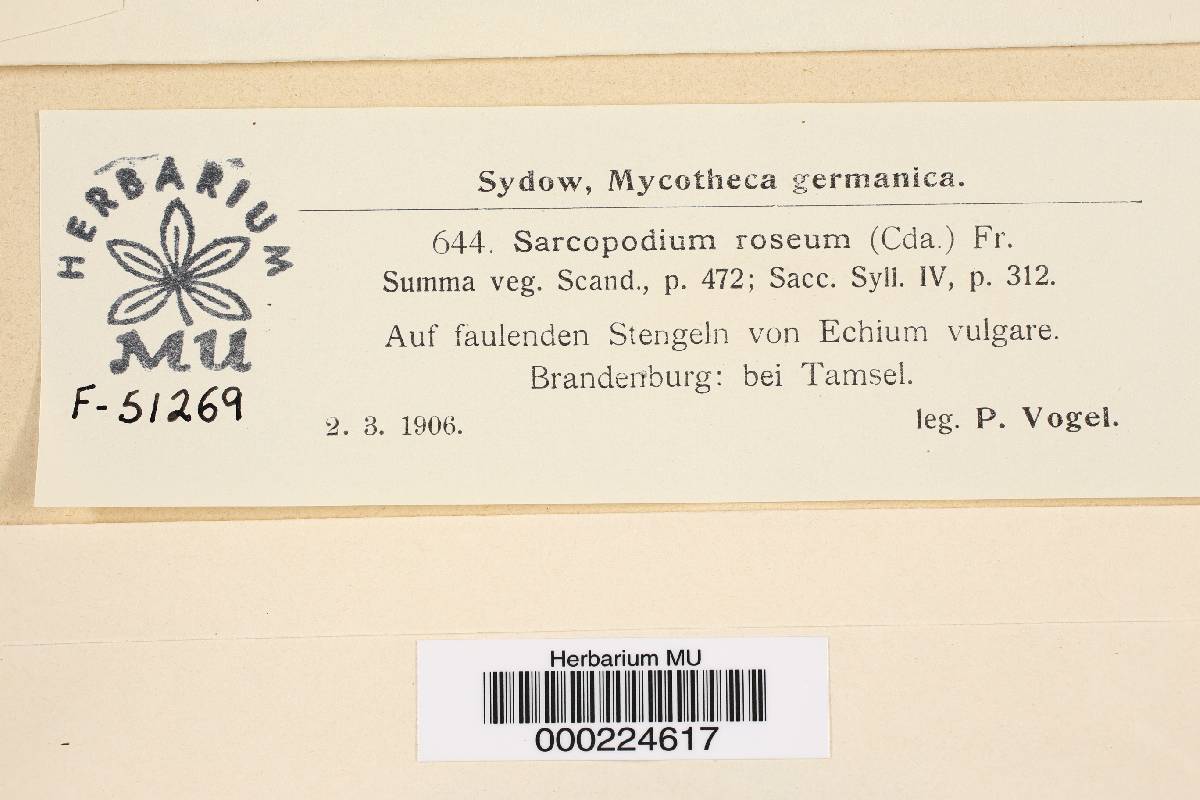 HERBARIUM
MU
F-51269
Sydow, Mycotheca germanica.
644. Sarcopodium roseum (Cda.) Fr.
Summa veg. Scand., p. 472; Sacc. Syll. IV, p. 312.
Auf faulenden Stengeln von Echium vulgare.
Brandenburg: bei Tamsel.
2. 3. 1906.
leg. P. Vogel.
Herbarium MU
000224617